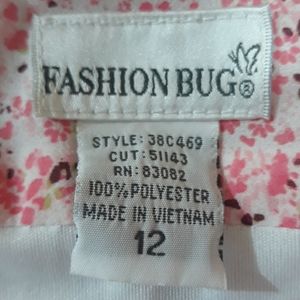 FASHION BUG®
STYLE: 38C469
CUT: 51143
RN: 83082
100% POLYESTER
MADE IN VIETNAM
12